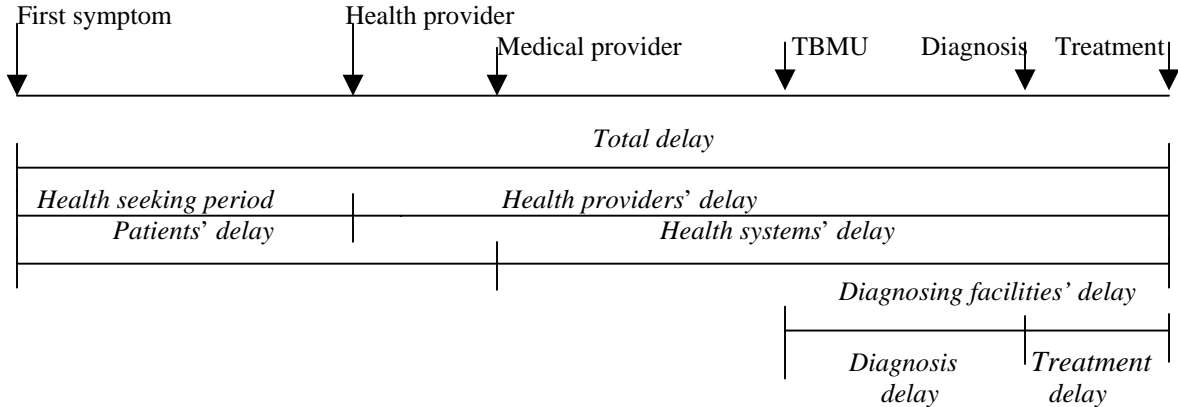 First symptom Health provider
Medical provider TBMU Diagnosis Treatment
Total delay
Health seeking period Health providers’ delay
Patients’ delay Health systems’ delay
Diagnosing facilities’ delay
Diagnosis Treatment
delay delay